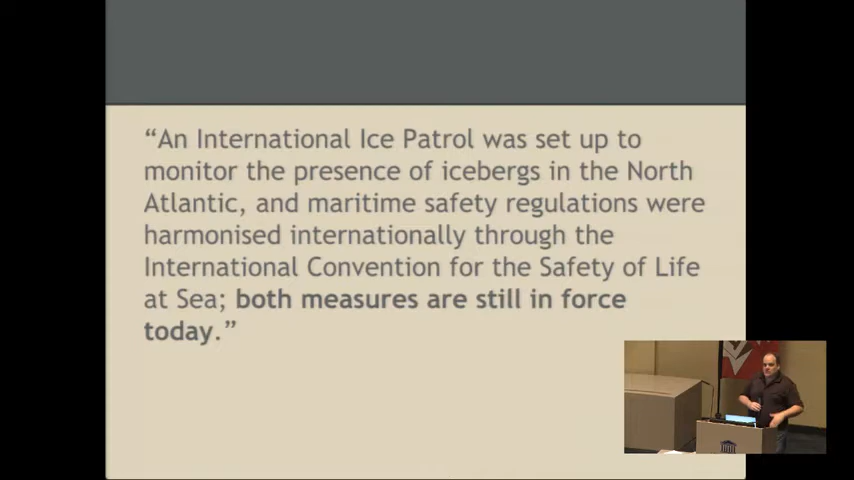 “An International Ice Patrol was set up to
monitor the presence of icebergs in the North
Atlantic, and maritime safety regulations were
harmonised internationally through the
International Convention for the Safety of Life
at Sea; both measures are still in force
today.”